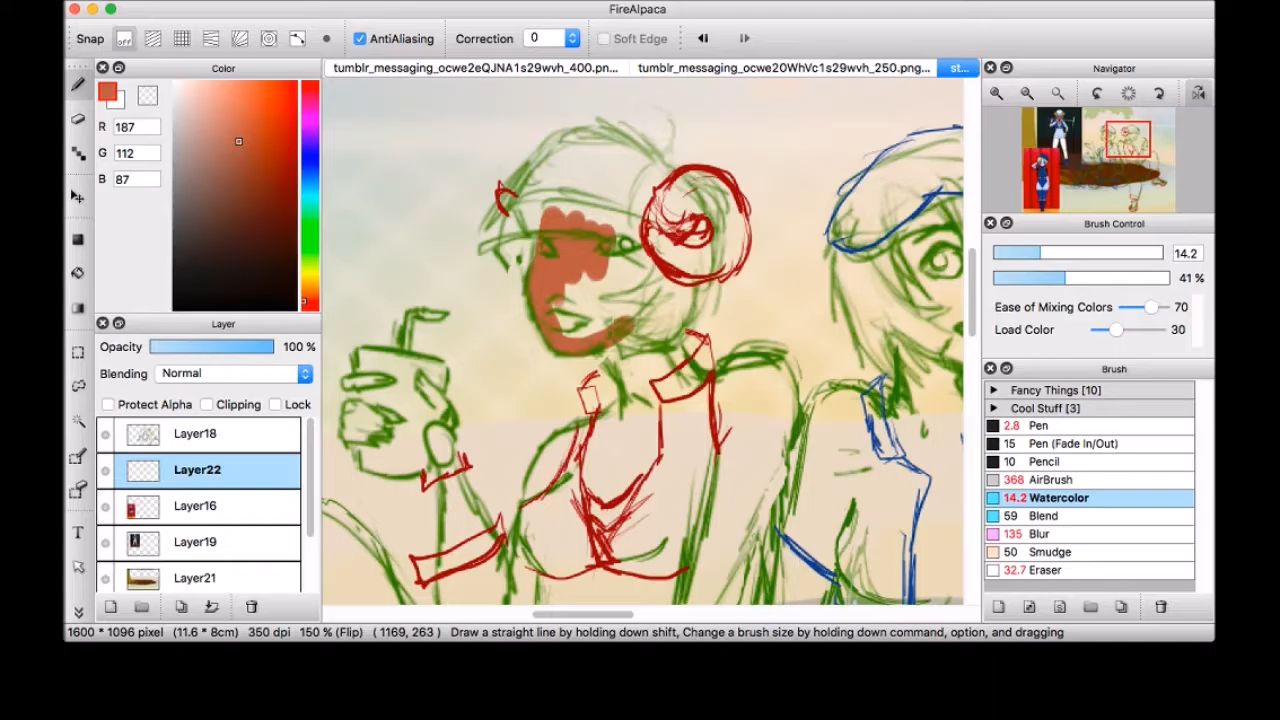 FireAlpaca
Snap off AntiAliasing Correction 0 Soft Edge
Color
tumblr_messaging_ocwe2eQJNA1s29wvh_400.pn...
tumblr_messaging_ocwe20WhVc1s29wvh_250.png...
st...
Navigator
R 187
G 112
B 87
Brush Control
14.2
41 %
Ease of Mixing Colors 70
Load Color 30
Layer
Opacity 100 %
Blending Normal
Protect Alpha Clipping Lock
Layer18
Layer22
Layer16
Layer19
Layer21
Brush
Fancy Things [10]
Cool Stuff [3]
2.8 Pen
15 Pen (Fade In/Out)
10 Pencil
368 AirBrush
14.2 Watercolor
59 Blend
135 Blur
50 Smudge
32.7 Eraser
T
1600 * 1096 pixel (11.6 * 8cm) 350 dpi 150 % (Flip) ( 1169, 263 ) Draw a straight line by holding down shift, Change a brush size by holding down command, option, and dragging